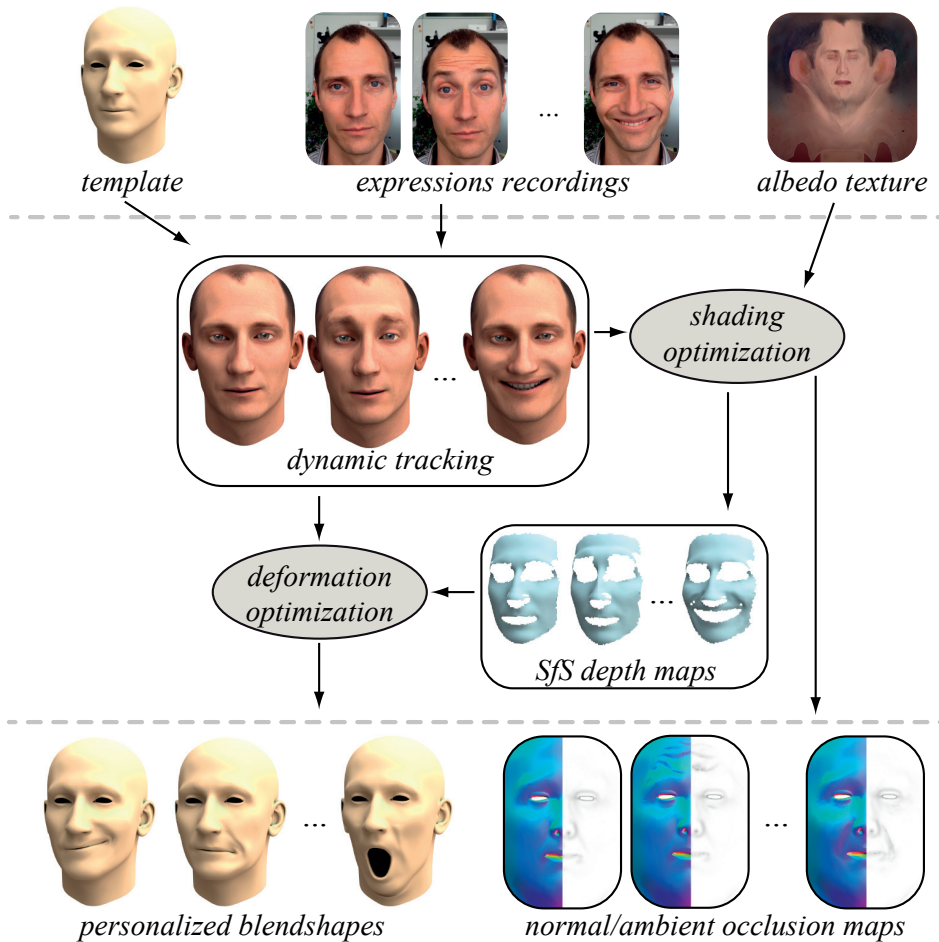 template
...
expressions recordings
albedo texture
...
dynamic tracking
shading
optimization
deformation
optimization
...
SfS depth maps
...
personalized blendshapes
...
normal/ambient occlusion maps